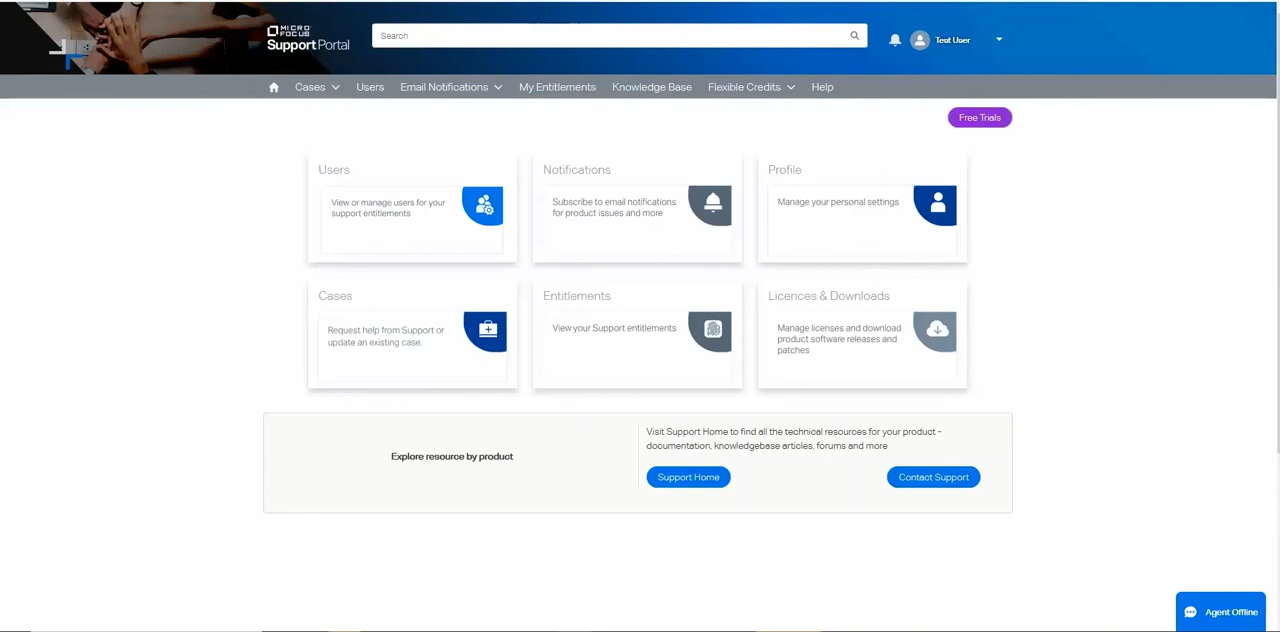 MICRO
FOCUS
Support Portal
Search
Test User
Cases
Users
Email Notifications
My Entitlements
Knowledge Base
Flexible Credits
Help
Free Trials
Users
View or manage users for your
support entitlements
Notifications
Subscribe to email notifications
for product issues and more
Profile
Manage your personal settings
Cases
Request help from Support or
update an existing case.
Entitlements
View your Support entitlements
Licences & Downloads
Manage licenses and download
product software releases and
patches
Explore resource by product
Visit Support Home to find all the technical resources for your product -
documentation, knowledgebase articles, forums and more
Support Home
Contact Support
Agent Offline